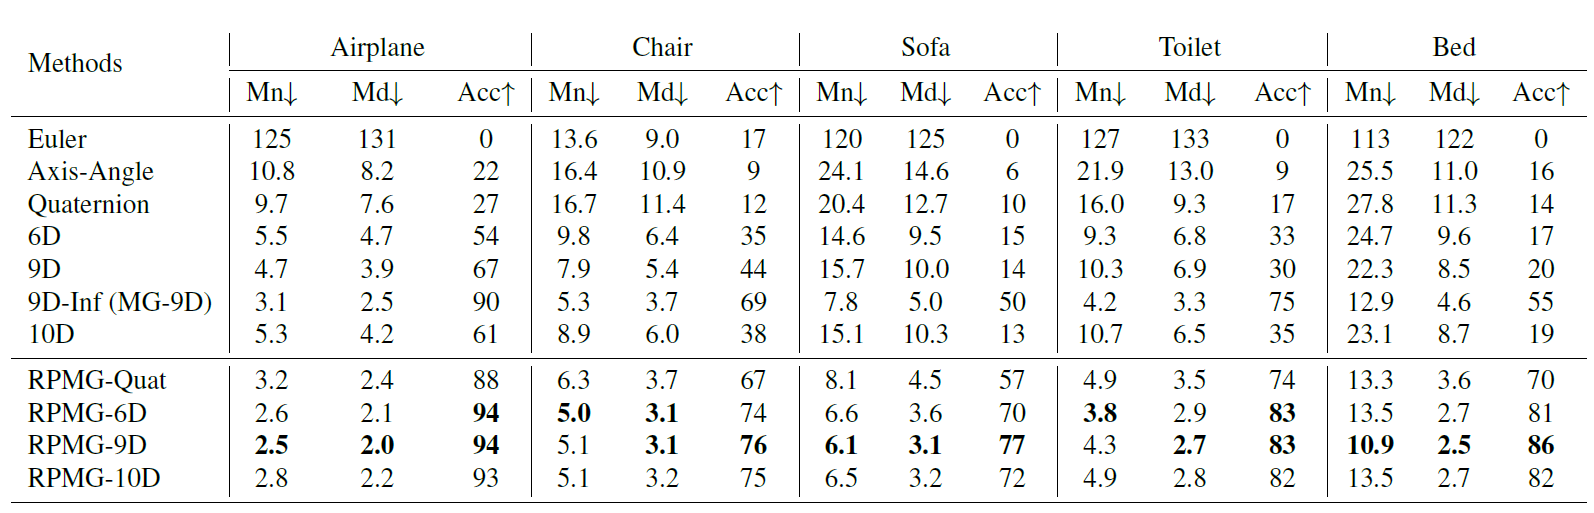 Methods Airplane Chair Sofa Toilet Bed
Mn↓ Md↓ Acc↑ Mn↓ Md↓ Acc↑ Mn↓ Md↓ Acc↑ Mn↓ Md↓ Acc↑ Mn↓ Md↓ Acc↑
Euler 125 131 0 13.6 9.0 17 120 125 0 127 133 0 113 122 0
Axis-Angle 10.8 8.2 22 16.4 10.9 9 24.1 14.6 6 21.9 13.0 9 25.5 11.0 16
Quaternion 9.7 7.6 27 16.7 11.4 12 20.4 12.7 10 16.0 9.3 17 27.8 11.3 14
6D 5.5 4.7 54 9.8 6.4 35 14.6 9.5 15 9.3 6.8 33 24.7 9.6 17
9D 4.7 3.9 67 7.9 5.4 44 15.7 10.0 14 10.3 6.9 30 22.3 8.5 20
9D-Inf (MG-9D) 3.1 2.5 90 5.3 3.7 69 7.8 5.0 50 4.2 3.3 75 12.9 4.6 55
10D 5.3 4.2 61 8.9 6.0 38 15.1 10.3 13 10.7 6.5 35 23.1 8.7 19
RPMG-Quat 3.2 2.4 88 6.3 3.7 67 8.1 4.5 57 4.9 3.5 74 13.3 3.6 70
RPMG-6D 2.6 2.1 94 5.0 3.1 74 6.6 3.6 70 3.8 2.9 83 13.5 2.7 81
RPMG-9D 2.5 2.0 94 5.1 3.1 76 6.1 3.1 77 4.3 2.7 83 10.9 2.5 86
RPMG-10D 2.8 2.2 93 5.1 3.2 75 6.5 3.2 72 4.9 2.8 82 13.5 2.7 82